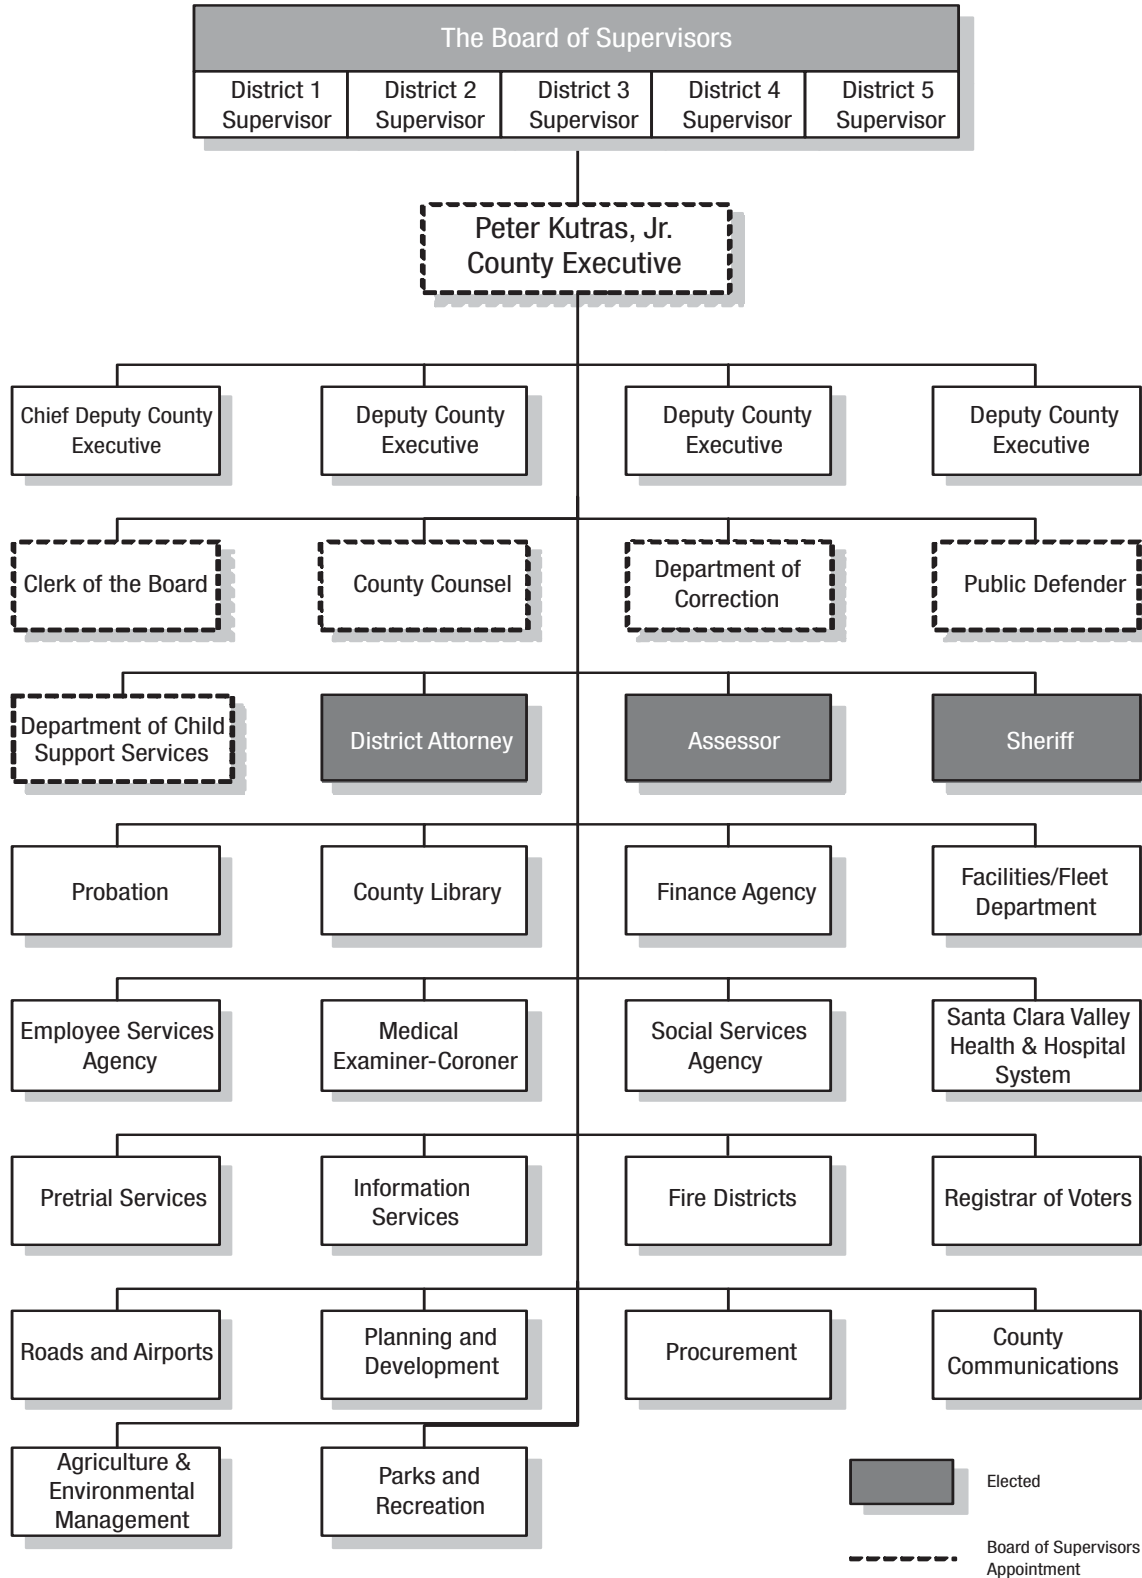 The Board of Supervisors
District 1
Supervisor
District 2
Supervisor
District 3
Supervisor
District 4
Supervisor
District 5
Supervisor
Peter Kutras, Jr.
County Executive
Chief Deputy County
Executive
Deputy County
Executive
Deputy County
Executive
Deputy County
Executive
Clerk of the Board
County Counsel
Department of
Correction
Public Defender
Department of Child
Support Services
District Attorney
Assessor
Sheriff
Probation
County Library
Finance Agency
Facilities/Fleet
Department
Employee Services
Agency
Medical
Examiner-Coroner
Social Services
Agency
Santa Clara Valley
Health & Hospital
System
Pretrial Services
Information
Services
Fire Districts
Registrar of Voters
Roads and Airports
Planning and
Development
Procurement
County
Communications
Agriculture &
Environmental
Management
Parks and
Recreation
Elected
Board of Supervisors
Appointment